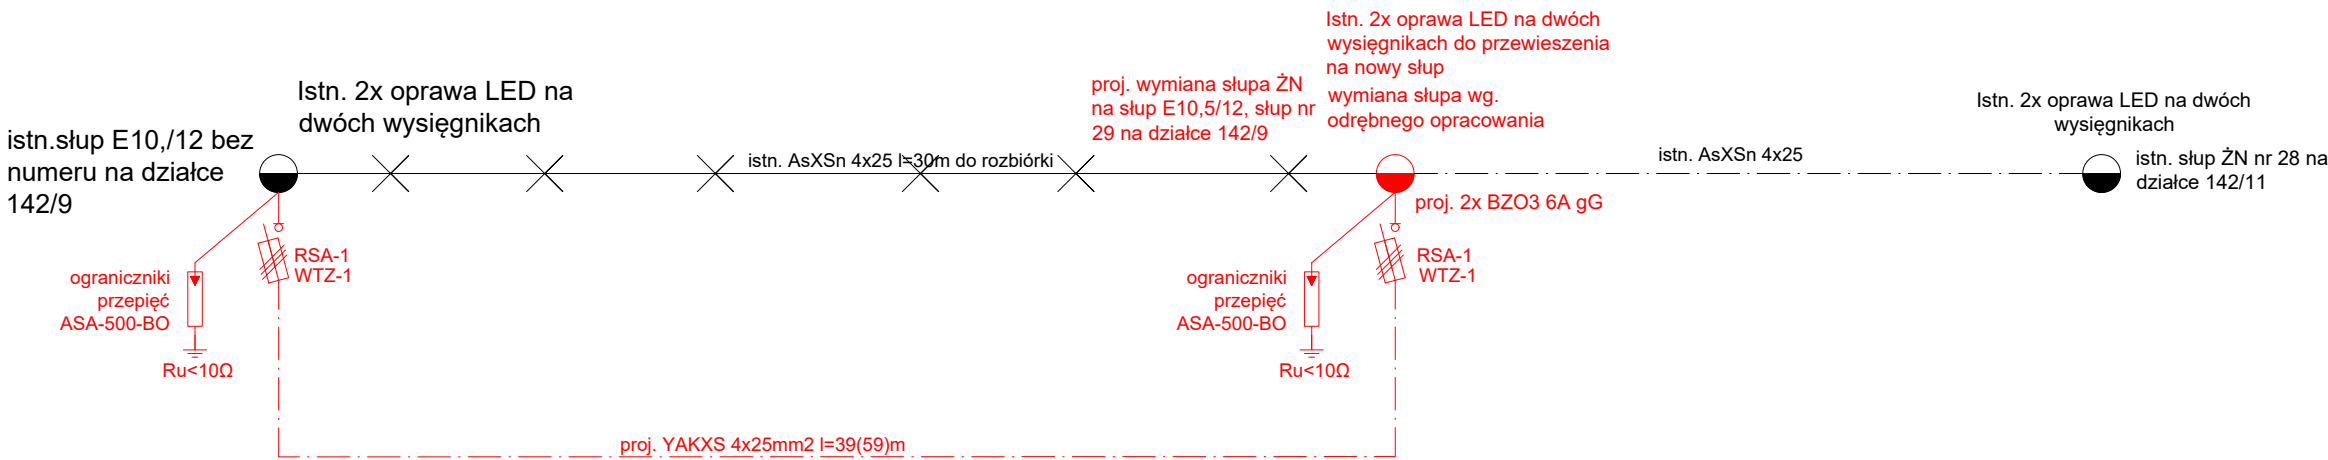 istn.słup E10,/12 bez
numeru na działce
142/9
Istn. 2x oprawa LED na
dwóch wysięgnikach
istn. AsXSn 4x25 l=30m do rozbiórki
proj. wymiana słupa ŻN
na słup E10,5/12, słup nr
29 na działce 142/9
Istn. 2x oprawa LED na dwóch
wysięgnikach do przewieszenia
na nowy słup
wymiana słupa wg.
odrębnego opracowania
istn. AsXSn 4x25
Istn. 2x oprawa LED na dwóch
wysięgnikach
istn. słup ŻN nr 28 na
działce 142/11
proj. 2x BZO3 6A gG
RSA-1
WTZ-1
ograniczniki
przepięć
ASA-500-BO
Ru<10Ω
RSA-1
WTZ-1
ograniczniki
przepięć
ASA-500-BO
Ru<10Ω
proj. YAKXS 4x25mm2 l=39(59)m